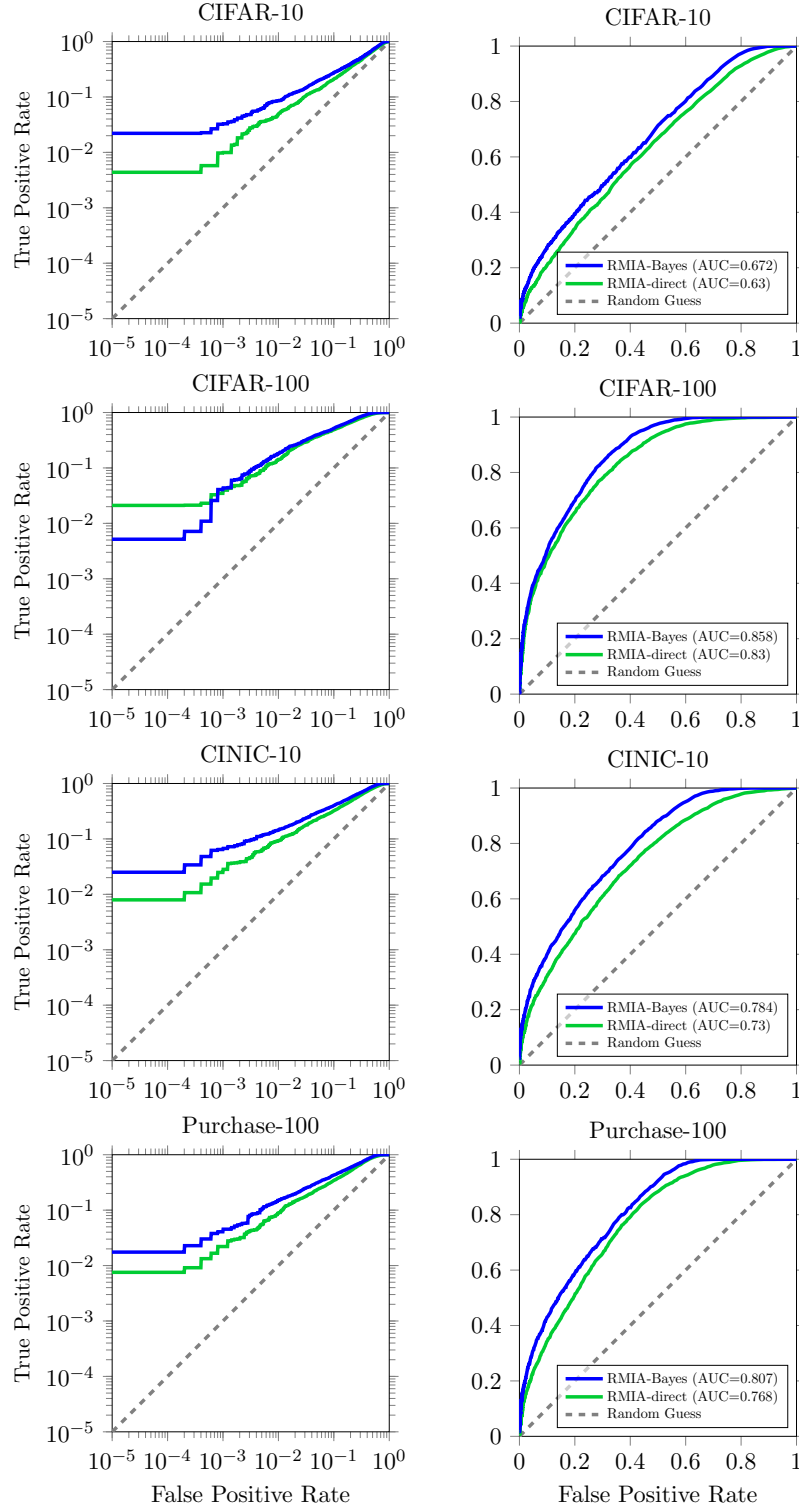 CIFAR-10
True Positive Rate
10^0
10^-1
10^-2
10^-3
10^-4
10^-5
10^-5 10^-4 10^-3 10^-2 10^-1 10^0
CIFAR-10
1
0.8
0.6
0.4
0.2
0
0 0.2 0.4 0.6 0.8 1
RMIA-Bayes (AUC=0.672)
RMIA-direct (AUC=0.63)
Random Guess
CIFAR-100
True Positive Rate
10^0
10^-1
10^-2
10^-3
10^-4
10^-5
10^-5 10^-4 10^-3 10^-2 10^-1 10^0
CIFAR-100
1
0.8
0.6
0.4
0.2
0
0 0.2 0.4 0.6 0.8 1
RMIA-Bayes (AUC=0.858)
RMIA-direct (AUC=0.83)
Random Guess
CINIC-10
True Positive Rate
10^0
10^-1
10^-2
10^-3
10^-4
10^-5
10^-5 10^-4 10^-3 10^-2 10^-1 10^0
CINIC-10
1
0.8
0.6
0.4
0.2
0
0 0.2 0.4 0.6 0.8 1
RMIA-Bayes (AUC=0.784)
RMIA-direct (AUC=0.73)
Random Guess
Purchase-100
True Positive Rate
10^0
10^-1
10^-2
10^-3
10^-4
10^-5
10^-5 10^-4 10^-3 10^-2 10^-1 10^0
False Positive Rate
Purchase-100
1
0.8
0.6
0.4
0.2
0
0 0.2 0.4 0.6 0.8 1
RMIA-Bayes (AUC=0.807)
RMIA-direct (AUC=0.768)
Random Guess
False Positive Rate